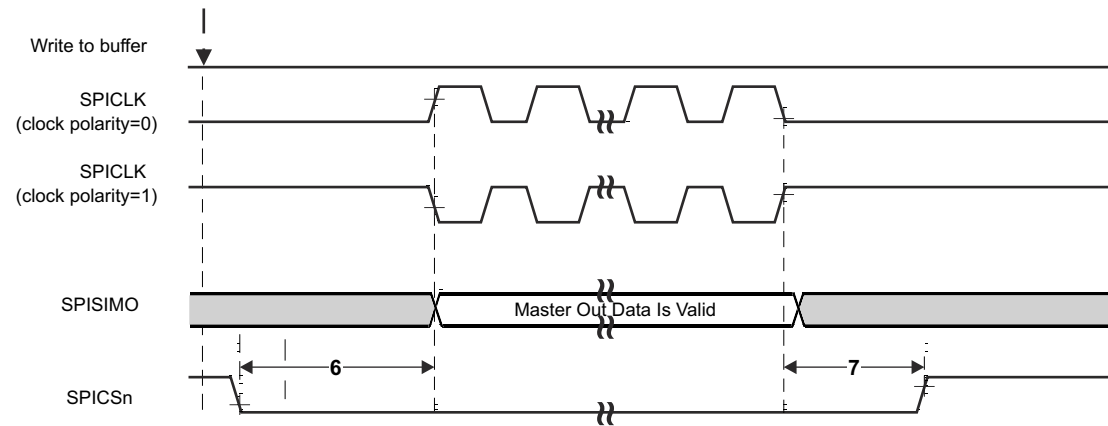 Write to buffer
SPICLK
(clock polarity=0)
SPICLK
(clock polarity=1)
SPISIMO
Master Out Data Is Valid
6
7
SPICSn